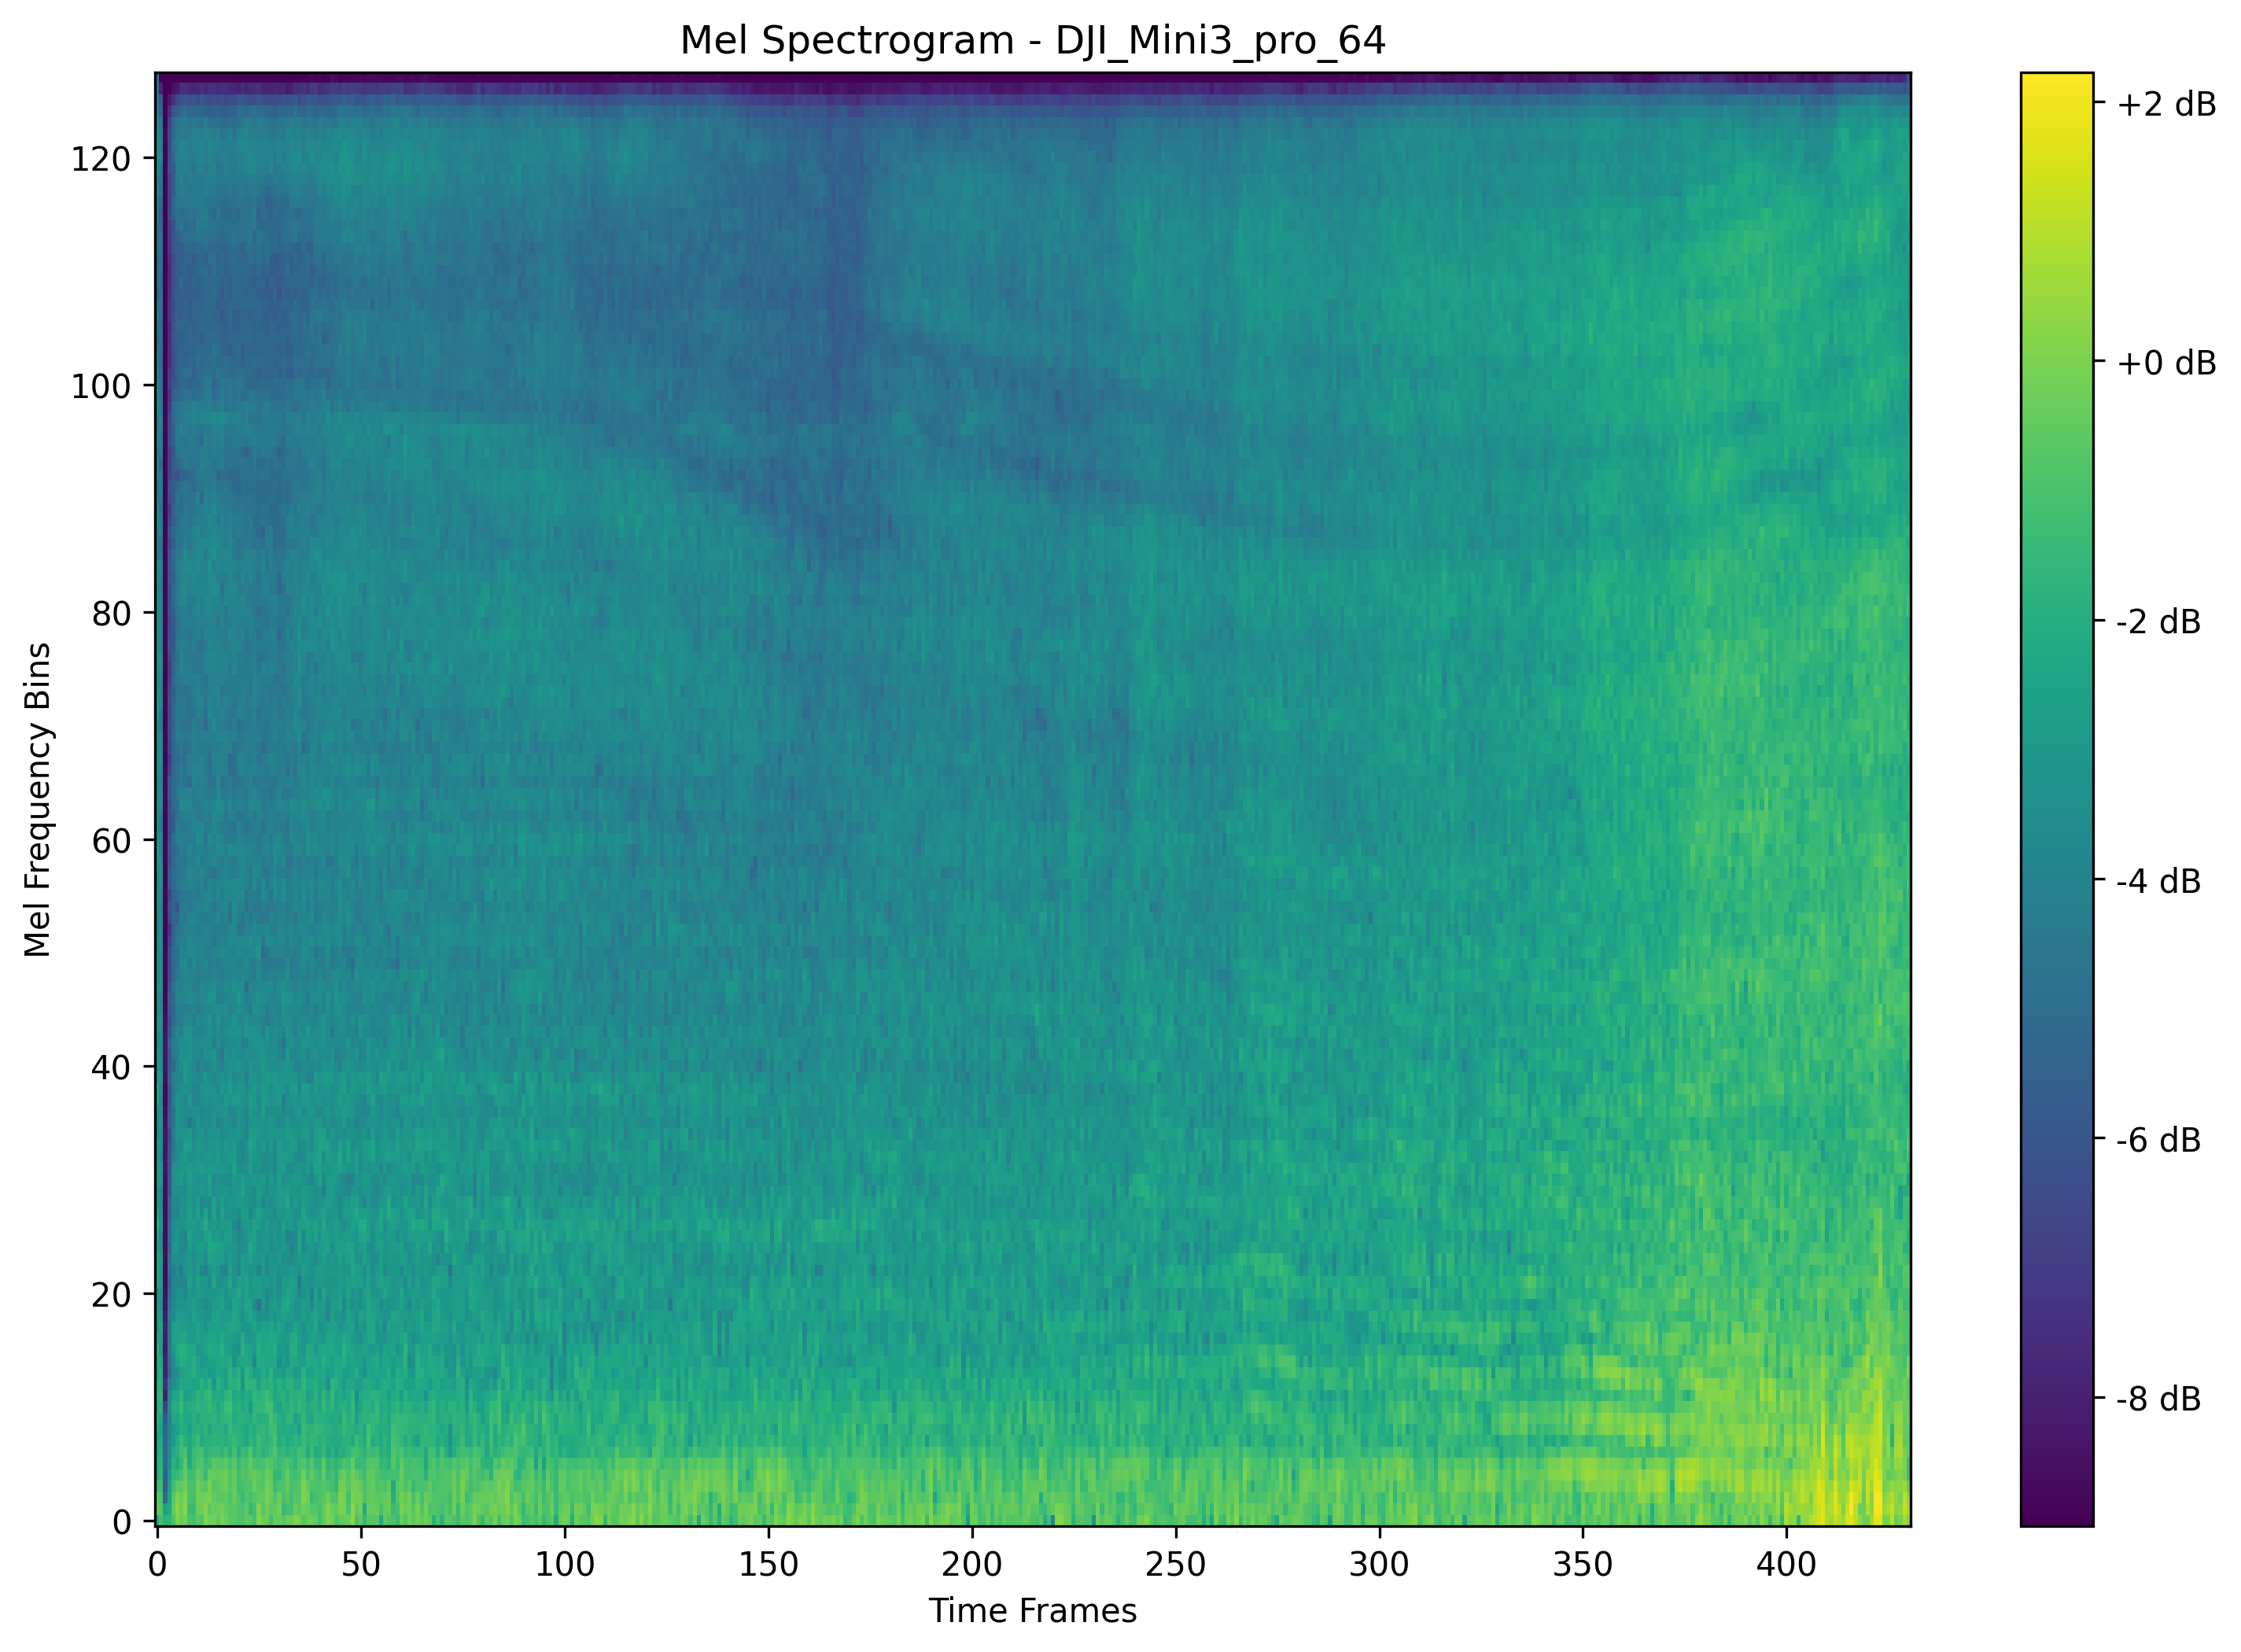 Mel Spectrogram - DJI_Mini3_pro_64
Mel Frequency Bins
120
100
80
60
40
20
0
0 50 100 150 200 250 300 350 400
Time Frames
+2 dB
+0 dB
-2 dB
-4 dB
-6 dB
-8 dB